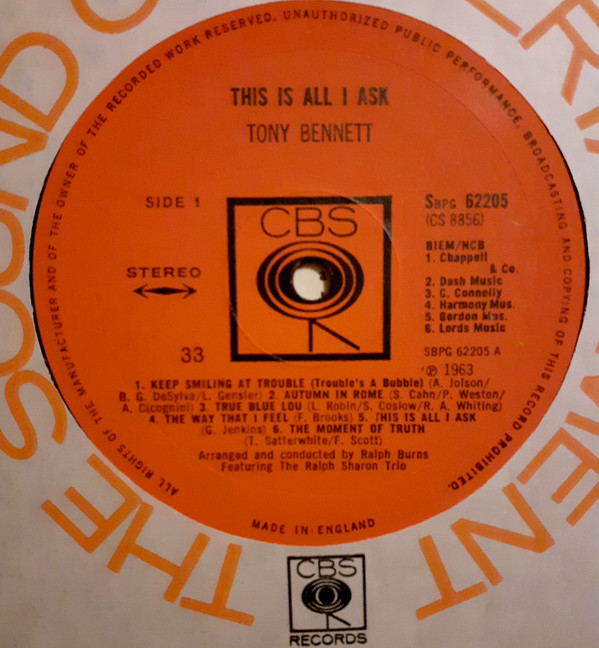 THIS IS ALL I ASK
TONY BENNETT
SIDE 1
STEREO
33
CBS
SBPG 62205
(CS 8856)
BIEM/NCB
1. Chappell
& Co.
2. Dash Music
3. C. Connelly
4. Harmony Mus.
5. Gordon Mus.
6. Lords Music
SBPG 62205 A
℗ 1963
1. KEEP SMILING AT TROUBLE (Trouble's A Bubble) (A. Jolson/
B. G. DeSylva/L. Gensler) 2. AUTUMN IN ROME (S. Cahn/P. Weston/
A. Cicognini) 3. TRUE BLUE LOU (L. Robin/S. Coslow/R. A. Whiting)
4. THE WAY THAT I FEEL (F. Brooks) 5. THIS IS ALL I ASK
(G. Jenkins) 6. THE MOMENT OF TRUTH
(T. Satterwhite/F. Scott)
Arranged and conducted by Ralph Burns
Featuring The Ralph Sharon Trio
ALL RIGHTS OF THE MANUFACTURER AND OF THE OWNER OF THE RECORDED WORK RESERVED. UNAUTHORIZED PUBLIC PERFORMANCE, BROADCASTING AND COPYING OF THIS RECORD PROHIBITED.
MADE IN ENGLAND
THE SOUND O
MENT
CBS
RECORDS